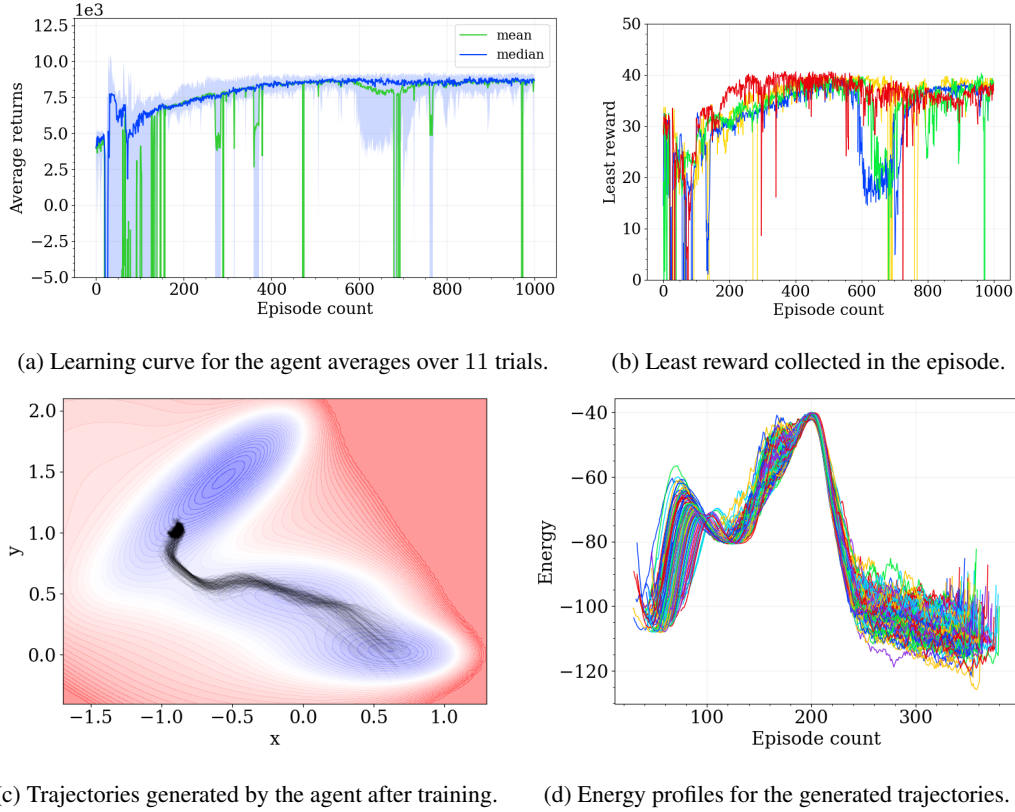 1e3
12.5
10.0
7.5
5.0
2.5
0.0
−2.5
−5.0
Average returns
0 200 400 600 800 1000
Episode count
mean
median
50
40
30
20
10
0
Least reward
0 200 400 600 800 1000
Episode count
(a) Learning curve for the agent averages over 11 trials.
(b) Least reward collected in the episode.
2.0
1.5
1.0
0.5
0.0
y
−1.5 −1.0 −0.5 0.0 0.5 1.0
x
−40
−60
−80
−100
−120
Energy
100 300
Episode count
c) Trajectories generated by the agent after training.
(d) Energy profiles for the generated trajectories.